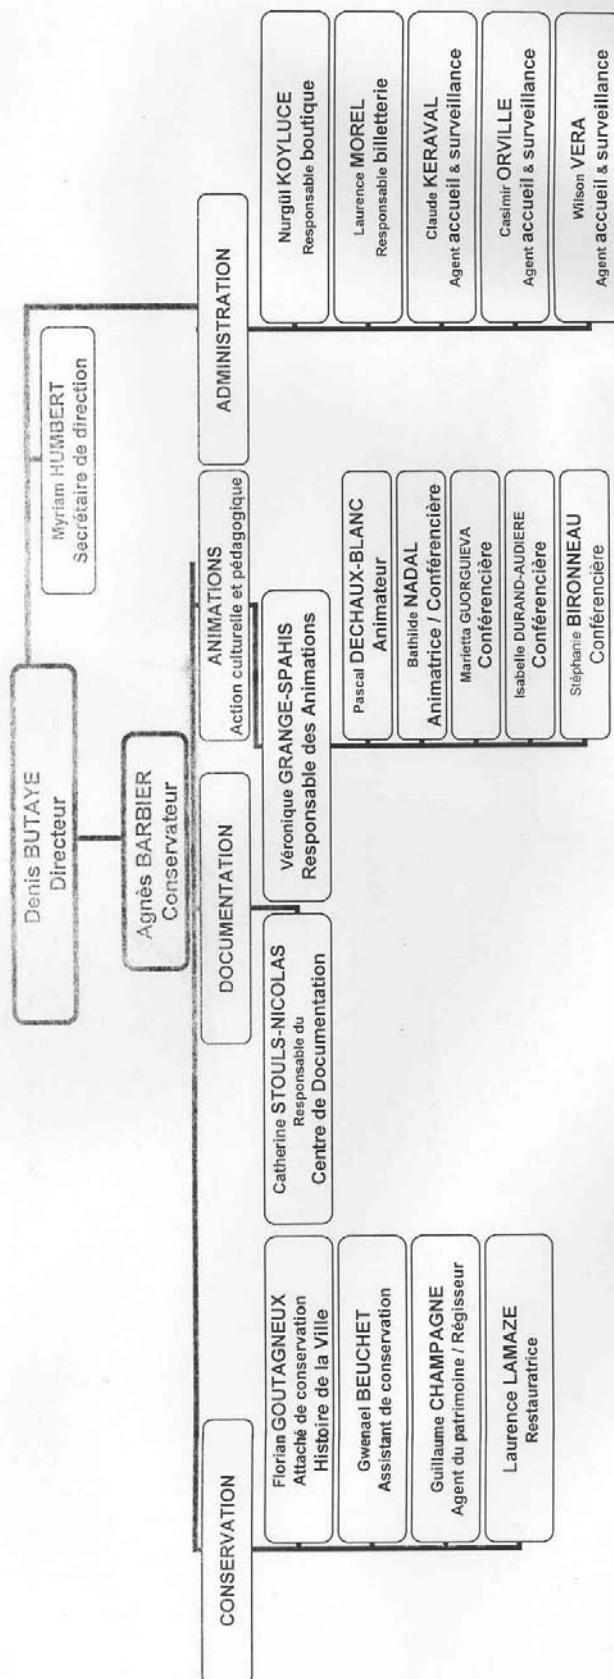 Denis BUTAYE
Directeur
Myriam HUMBERT
Secrétaire de direction
Agnès BARBIER
Conservateur
CONSERVATION
Florian GOUTAGNEUX
Attaché de conservation
Histoire de la Ville
Gwenael BEUCHET
Assistant de conservation
Guillaume CHAMPAGNE
Agent du patrimoine / Régisseur
Laurence LAMAZE
Restauratrice
DOCUMENTATION
Catherine STOULS-NICOLAS
Responsable du
Centre de Documentation
ANIMATIONS
Action culturelle et pédagogique
Véronique GRANGE-SPAHIS
Responsable des Animations
Pascal DECHAUX-BLANC
Animateur
Bathilde NADAL
Animatrice / Conférencière
Marietta GUORGUIEVA
Conférencière
Isabelle DURAND-AUDIERE
Conférencière
Stéphanie BIRONNEAU
Conférencière
ADMINISTRATION
Nurgül KOYLUCE
Responsable boutique
Laurence MOREL
Responsable billetterie
Claude KERAVAL
Agent accueil & surveillance
Casimir ORVILLE
Agent accueil & surveillance
Wilson VERA
Agent accueil & surveillance